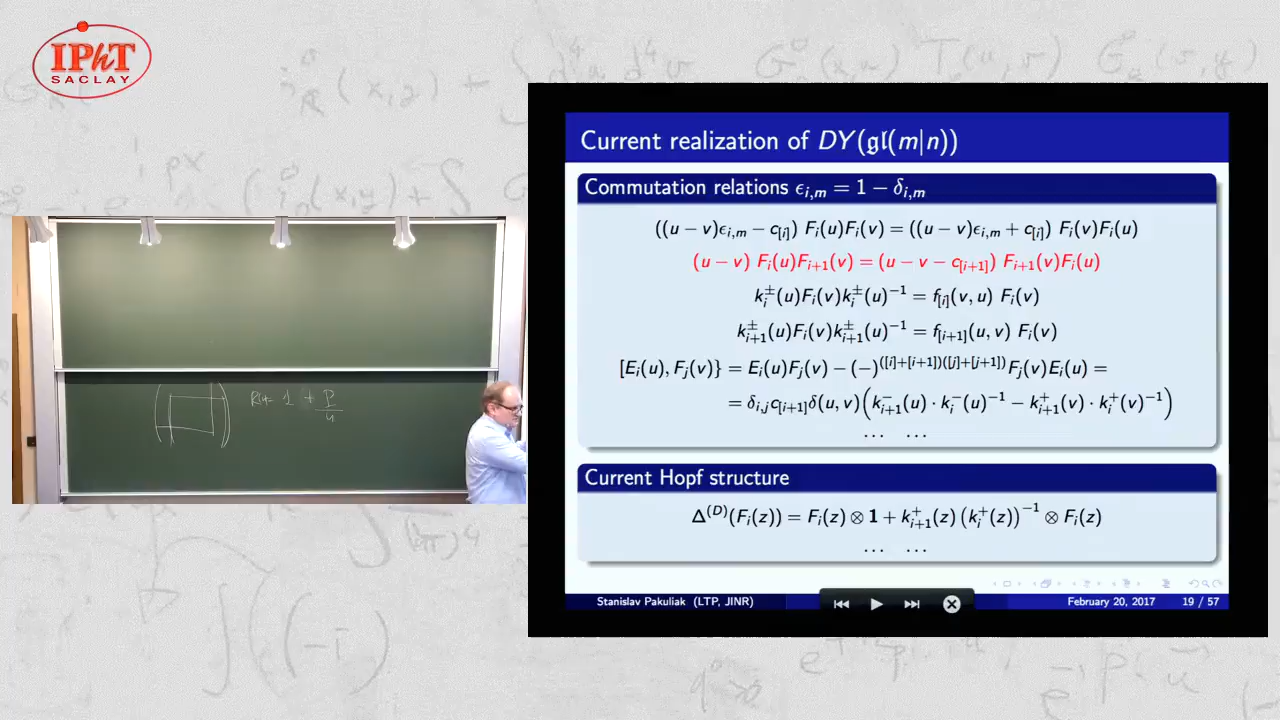 IPhT
SACLAY
Current realization of DY(𝔤𝔩(m|n))
Commutation relations ϵ_{i,m} = 1 − δ_{i,m}
((u − v)ϵ_{i,m} − c_{[i]}) F_i(u)F_i(v) = ((u − v)ϵ_{i,m} + c_{[i]}) F_i(v)F_i(u)
(u − v) F_i(u)F_{i+1}(v) = (u − v − c_{[i+1]}) F_{i+1}(v)F_i(u)
k_i^±(u)F_i(v)k_i^±(u)^{−1} = f_{[i]}(v, u) F_i(v)
k_{i+1}^±(u)F_i(v)k_{i+1}^±(u)^{−1} = f_{[i+1]}(u, v) F_i(v)
[E_i(u), F_j(v)} = E_i(u)F_j(v) − (−)^{([i]+[i+1])([j]+[j+1])}F_j(v)E_i(u) =
= δ_{i,j}c_{[i+1]}δ(u, v)(k_{i+1}^−(u) · k_i^−(u)^{−1} − k_{i+1}^+(v) · k_i^+(v)^{−1})
... ...
Current Hopf structure
Δ^{(D)}(F_i(z)) = F_i(z) ⊗ 1 + k_{i+1}^+(z) (k_i^+(z))^{−1} ⊗ F_i(z)
... ...
Stanislav Pakuliak (LTP, JINR)
February 20, 2017
19 / 57